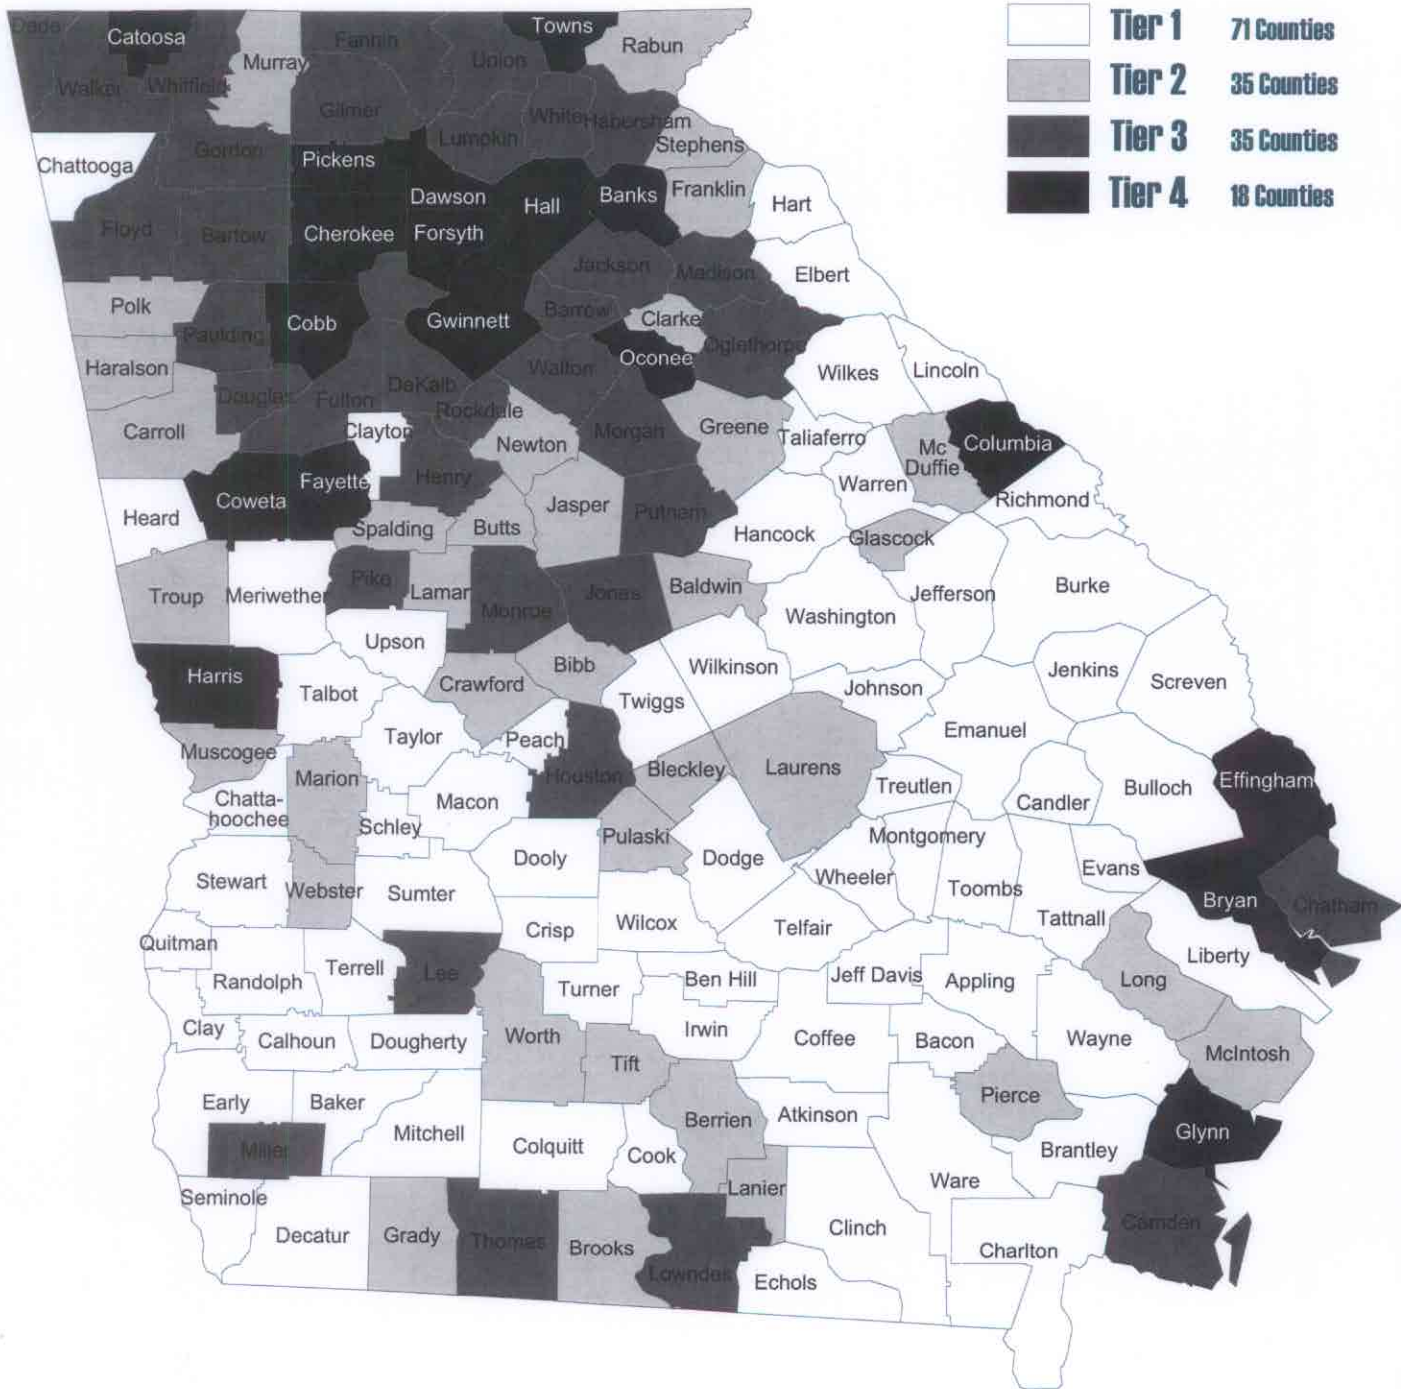 Tier 1 71 Counties
Tier 2 35 Counties
Tier 3 35 Counties
Tier 4 18 Counties
Dade
Catoosa
Fannin
Towns
Union
Rabun
Murray
Walker
Whitfield
Gilmer
White
Habersham
Lumpkin
Stephens
Chattooga
Gordon
Pickens
Dawson
Hall
Banks
Franklin
Hart
Floyd
Bartow
Cherokee
Forsyth
Jackson
Madison
Elbert
Polk
Paulding
Cobb
Gwinnett
Barrow
Clarke
Oconee
Oglethorpe
Wilkes
Lincoln
Haralson
Douglas
Fulton
DeKalb
Rockdale
Walton
Carroll
Clayton
Newton
Morgan
Greene
Taliaferro
Mc
Duffie
Columbia
Warren
Richmond
Heard
Coweta
Fayette
Henry
Spalding
Butts
Jasper
Putnam
Hancock
Glascock
Troup
Meriwether
Pike
Lamar
Monroe
Jones
Baldwin
Washington
Jefferson
Burke
Upson
Harris
Talbot
Crawford
Bibb
Twiggs
Wilkinson
Johnson
Jenkins
Screven
Emanuel
Muscogee
Taylor
Peach
Houston
Bleckley
Laurens
Treutlen
Candler
Bulloch
Effingham
Chatta-
hoochee
Marion
Schley
Macon
Pulaski
Dodge
Montgomery
Wheeler
Toombs
Evans
Tattnall
Bryan
Chatham
Stewart
Webster
Sumter
Dooly
Crisp
Wilcox
Telfair
Liberty
Quitman
Randolph
Terrell
Lee
Turner
Ben Hill
Jeff Davis
Appling
Long
Clay
Calhoun
Dougherty
Worth
Tift
Irwin
Coffee
Bacon
Wayne
McIntosh
Early
Baker
Miller
Mitchell
Colquitt
Cook
Berrien
Atkinson
Pierce
Brantley
Glynn
Seminole
Decatur
Grady
Thomas
Brooks
Lanier
Lowndes
Echols
Clinch
Ware
Charlton
Camden